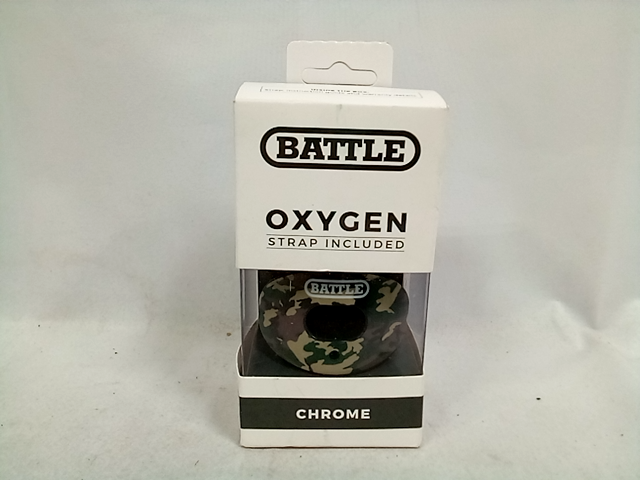 BATTLE
OXYGEN
STRAP INCLUDED
BATTLE
CHROME